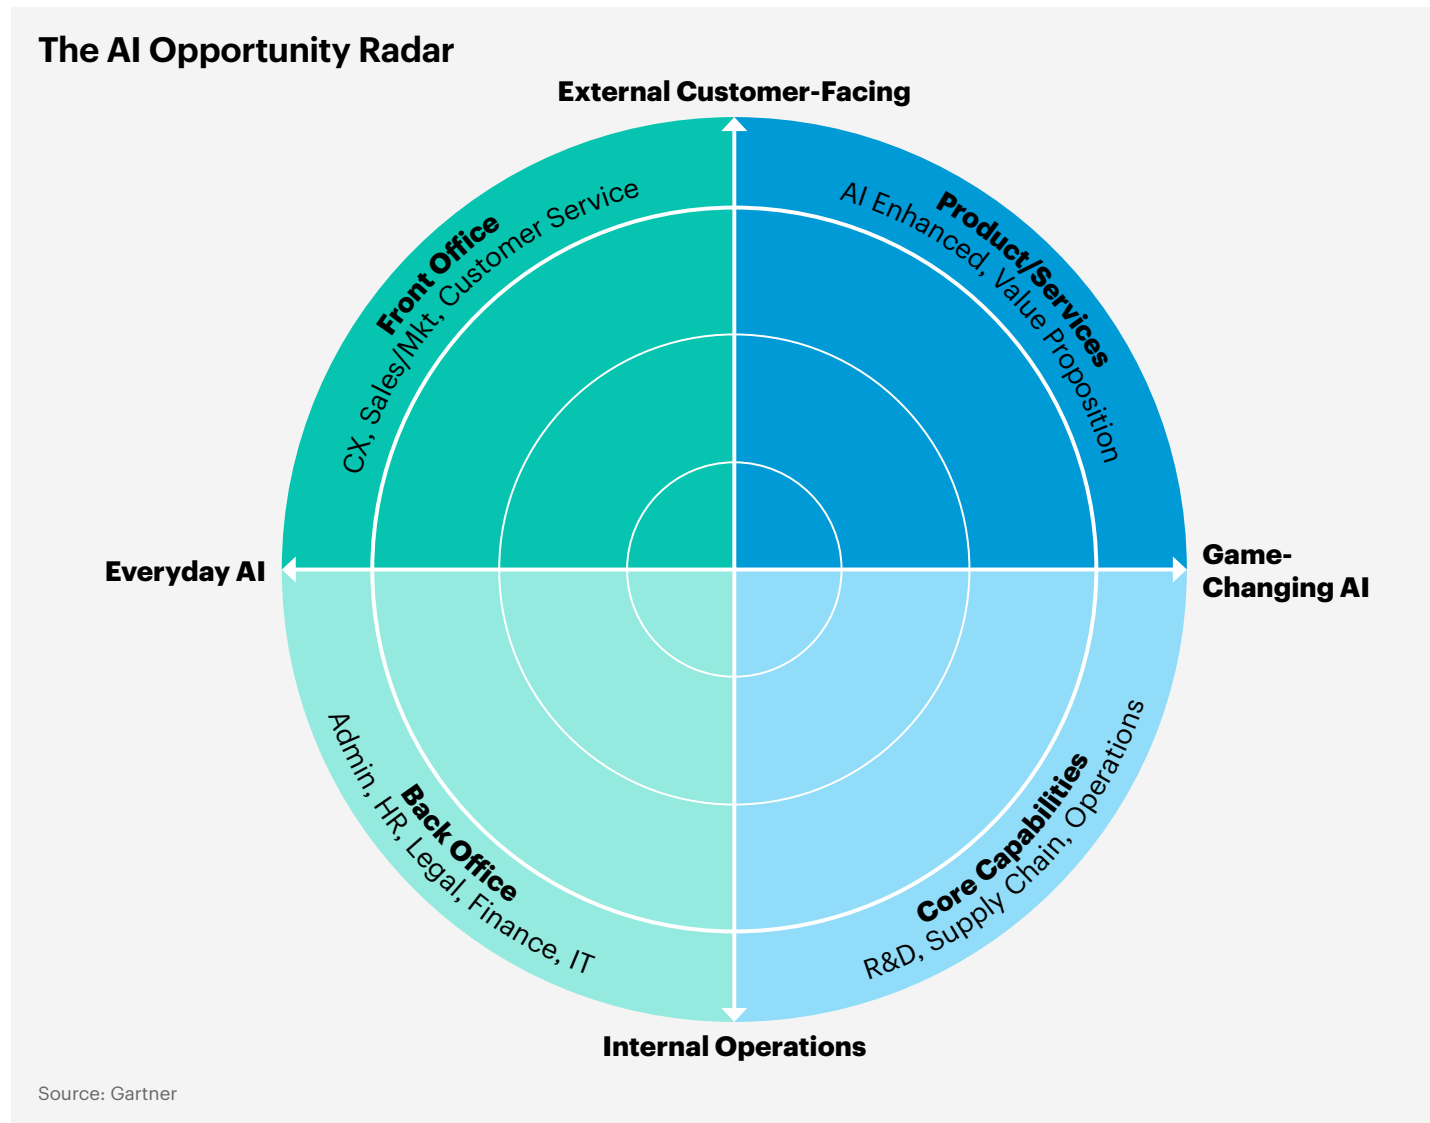 The AI Opportunity Radar
External Customer-Facing
Front Office
CX, Sales/Mkt, Customer Service
Product/Services
AI Enhanced, Value Proposition
Everyday AI
Game-
Changing AI
Back Office
Admin, HR, Legal, Finance, IT
Core Capabilities
R&D, Supply Chain, Operations
Internal Operations
Source: Gartner